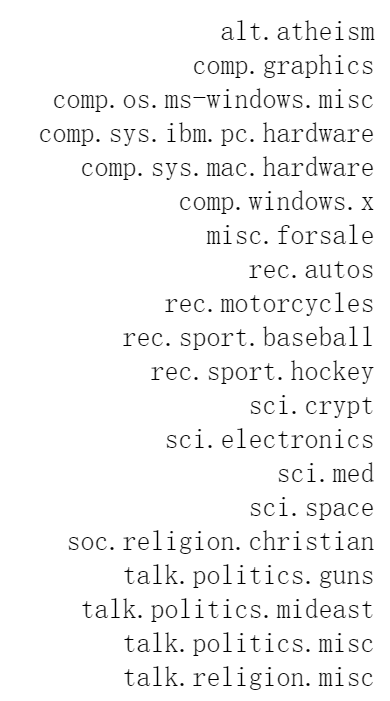 alt.atheism
comp.graphics
comp.os.ms-windows.misc
comp.sys.ibm.pc.hardware
comp.sys.mac.hardware
comp.windows.x
misc.forsale
rec.autos
rec.motorcycles
rec.sport.baseball
rec.sport.hockey
sci.crypt
sci.electronics
sci.med
sci.space
soc.religion.christian
talk.politics.guns
talk.politics.mideast
talk.politics.misc
talk.religion.misc